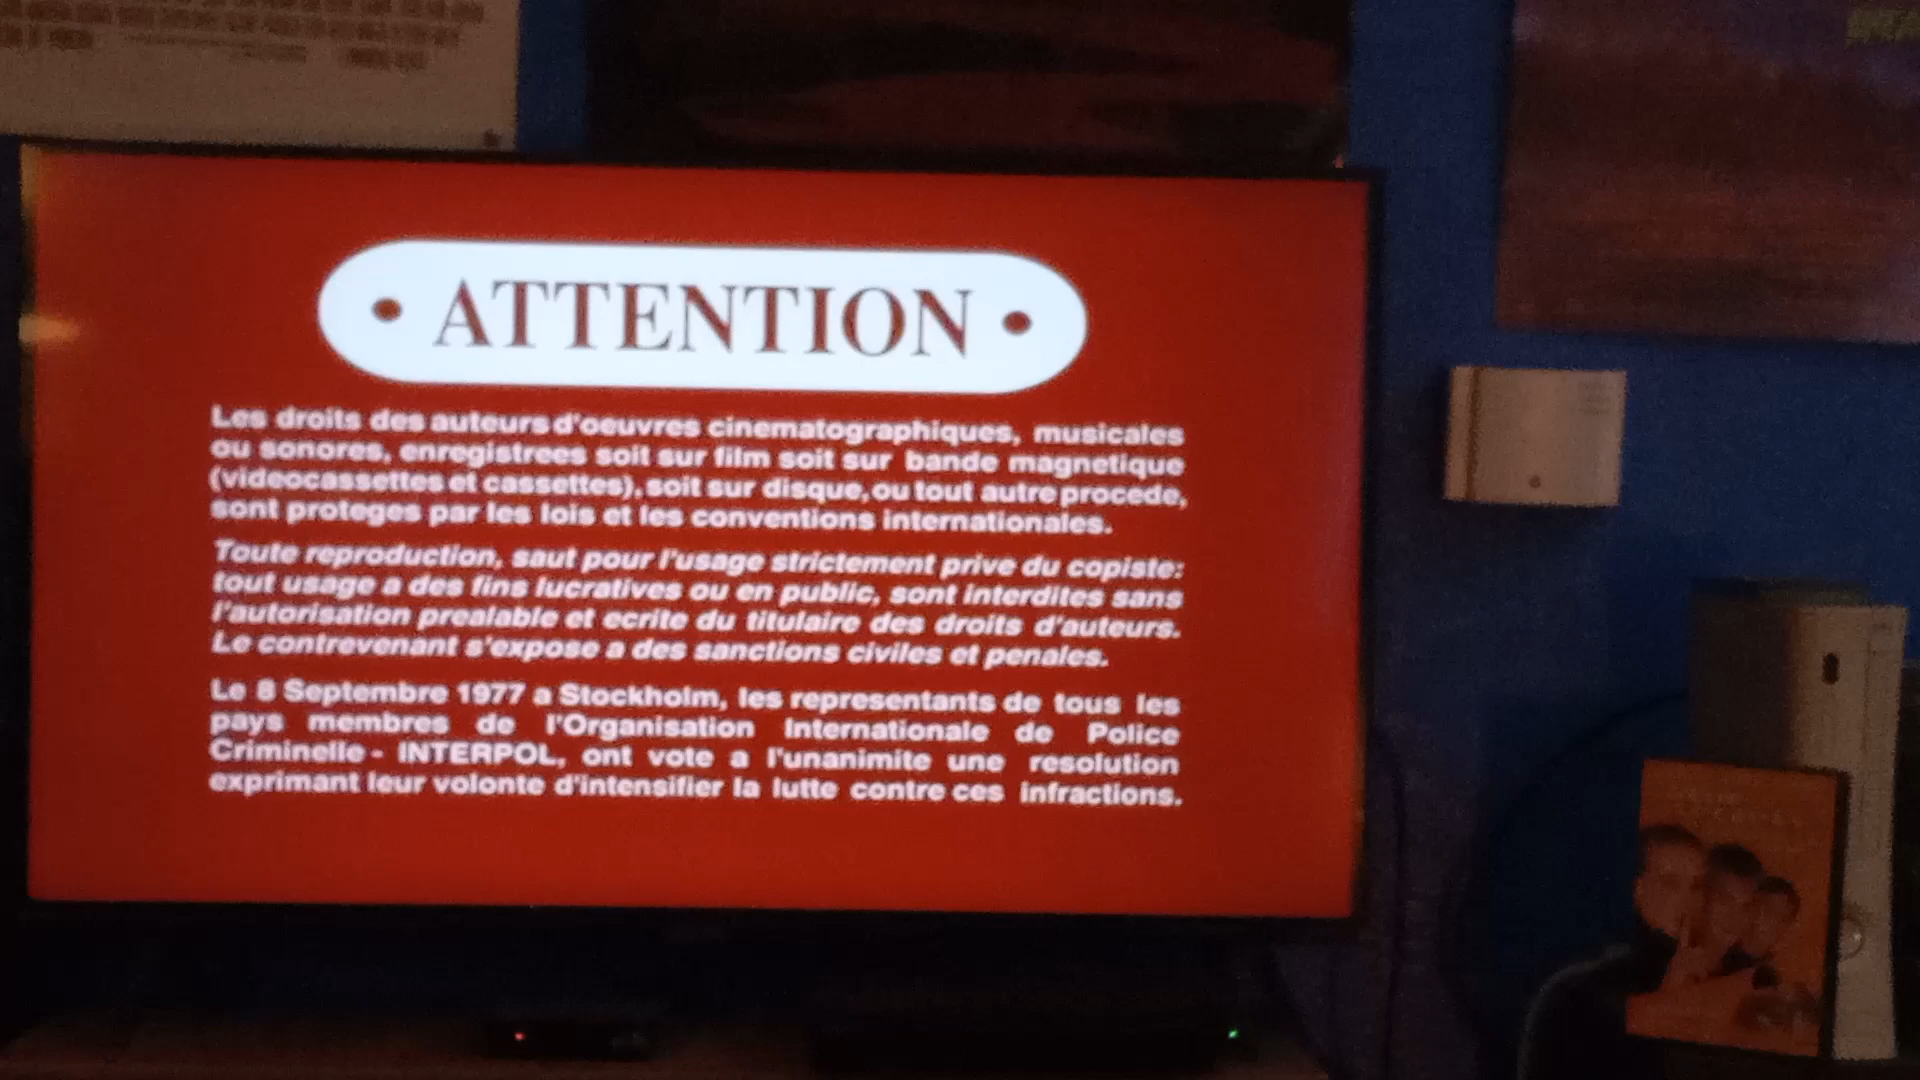 • ATTENTION •
Les droits des auteurs d'oeuvres cinematographiques, musicales
ou sonores, enregistrees soit sur film soit sur bande magnetique
(videocassettes et cassettes), soit sur disque, ou tout autre procede,
sont proteges par les lois et les conventions internationales.
Toute reproduction, saut pour l'usage strictement prive du copiste:
tout usage a des fins lucratives ou en public, sont interdites sans
l'autorisation prealable et ecrite du titulaire des droits d'auteurs.
Le contrevenant s'expose a des sanctions civiles et penales.
Le 8 Septembre 1977 a Stockholm, les representants de tous les
pays membres de l'Organisation Internationale de Police
Criminelle - INTERPOL, ont vote a l'unanimite une resolution
exprimant leur volonte d'intensifier la lutte contre ces infractions.